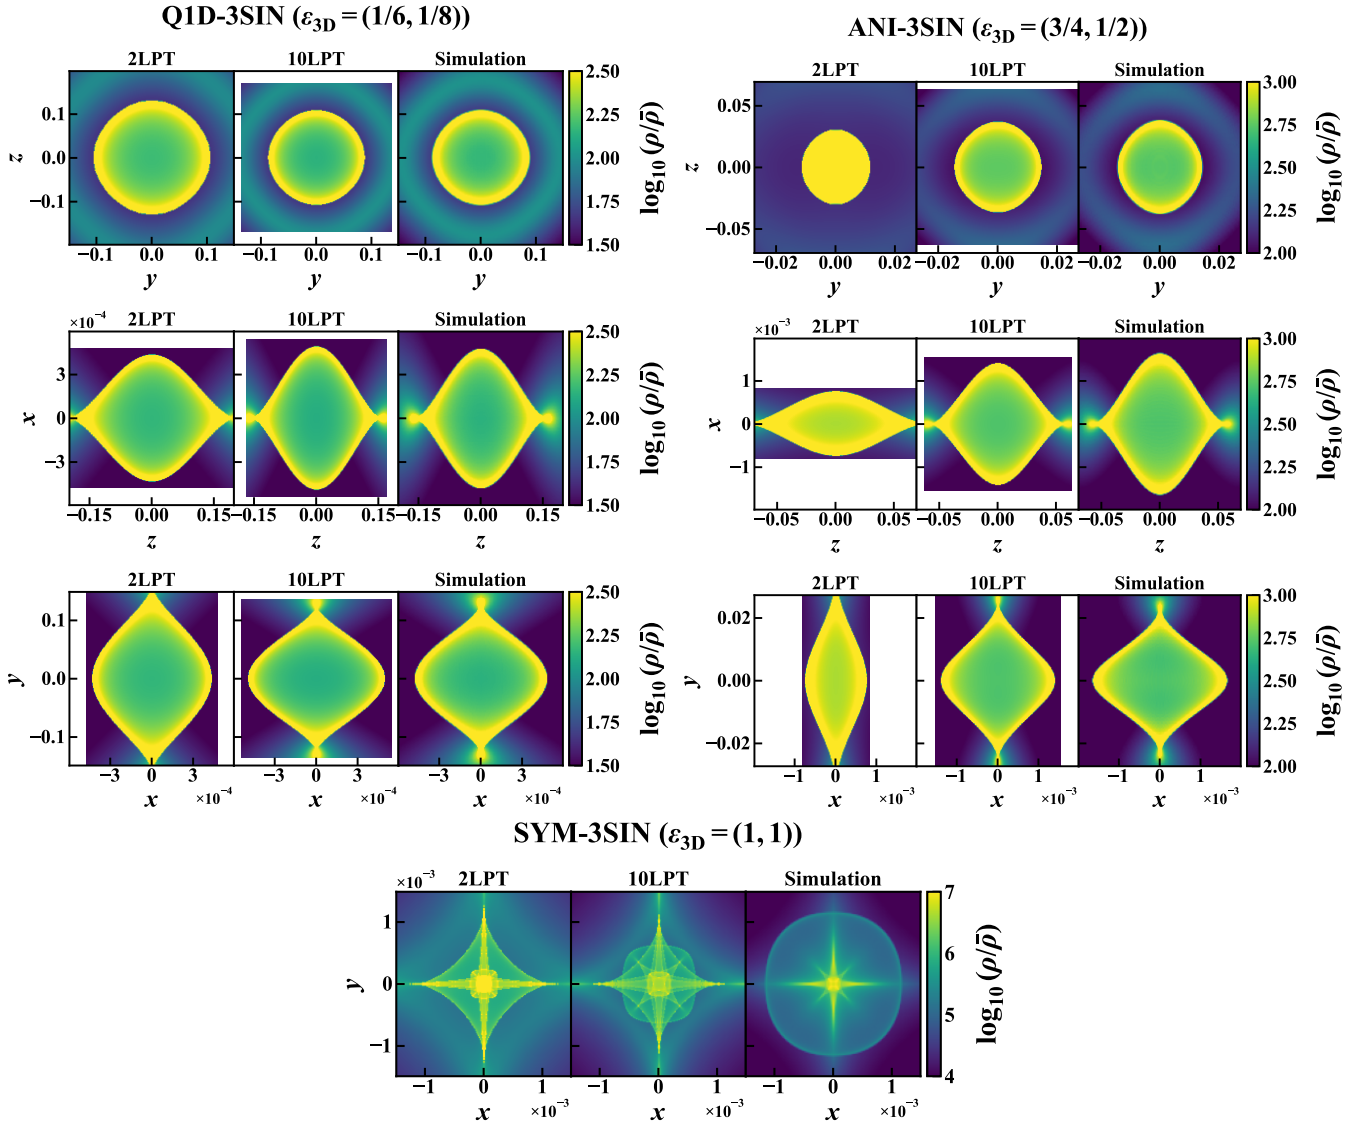 Q1D-3SIN (ε3D = (1/6, 1/8))
2LPT 10LPT Simulation
z
0.1
0.0
−0.1
−0.1 0.0 0.1 −0.1 0.0 0.1 −0.1 0.0 0.1
y y y
2.50
2.25
2.00
1.75
1.50
log10 (ρ/ρ̄)
×10−4
2LPT 10LPT Simulation
x
3
0
−3
−0.15 0.00 0.15 −0.15 0.00 0.15 −0.15 0.00 0.15
z z z
2.50
2.25
2.00
1.75
1.50
log10 (ρ/ρ̄)
2LPT 10LPT Simulation
y
0.1
0.0
−0.1
−3 0 3 −3 0 3 −3 0 3
x ×10−4 x ×10−4 x ×10−4
2.50
2.25
2.00
1.75
1.50
log10 (ρ/ρ̄)
ANI-3SIN (ε3D = (3/4, 1/2))
2LPT 10LPT Simulation
z
0.05
0.00
−0.05
−0.02 0.00 0.02 −0.02 0.00 0.02 −0.02 0.00 0.02
y y y
3.00
2.75
2.50
2.25
2.00
log10 (ρ/ρ̄)
×10−3
2LPT 10LPT Simulation
x
1
0
−1
−0.05 0.00 0.05 −0.05 0.00 0.05 −0.05 0.00 0.05
z z z
3.00
2.75
2.50
2.25
2.00
log10 (ρ/ρ̄)
2LPT 10LPT Simulation
y
0.02
0.00
−0.02
−1 0 1 −1 0 1 −1 0 1
x ×10−3 x ×10−3 x ×10−3
3.00
2.75
2.50
2.25
2.00
log10 (ρ/ρ̄)
SYM-3SIN (ε3D = (1, 1))
×10−3
2LPT 10LPT Simulation
y
1
0
−1
−1 0 1 −1 0 1 −1 0 1
x ×10−3 x ×10−3 x ×10−3
7
6
5
4
log10 (ρ/ρ̄)